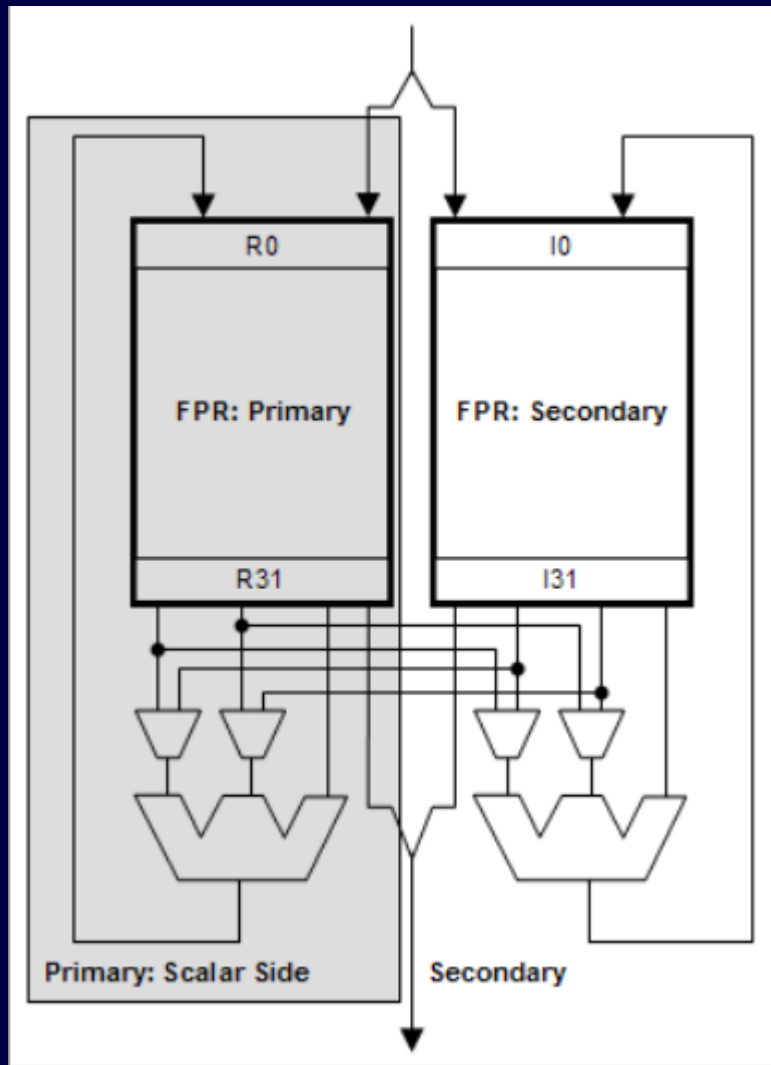 R0
I0
FPR: Primary
FPR: Secondary
R31
I31
Primary: Scalar Side
Secondary